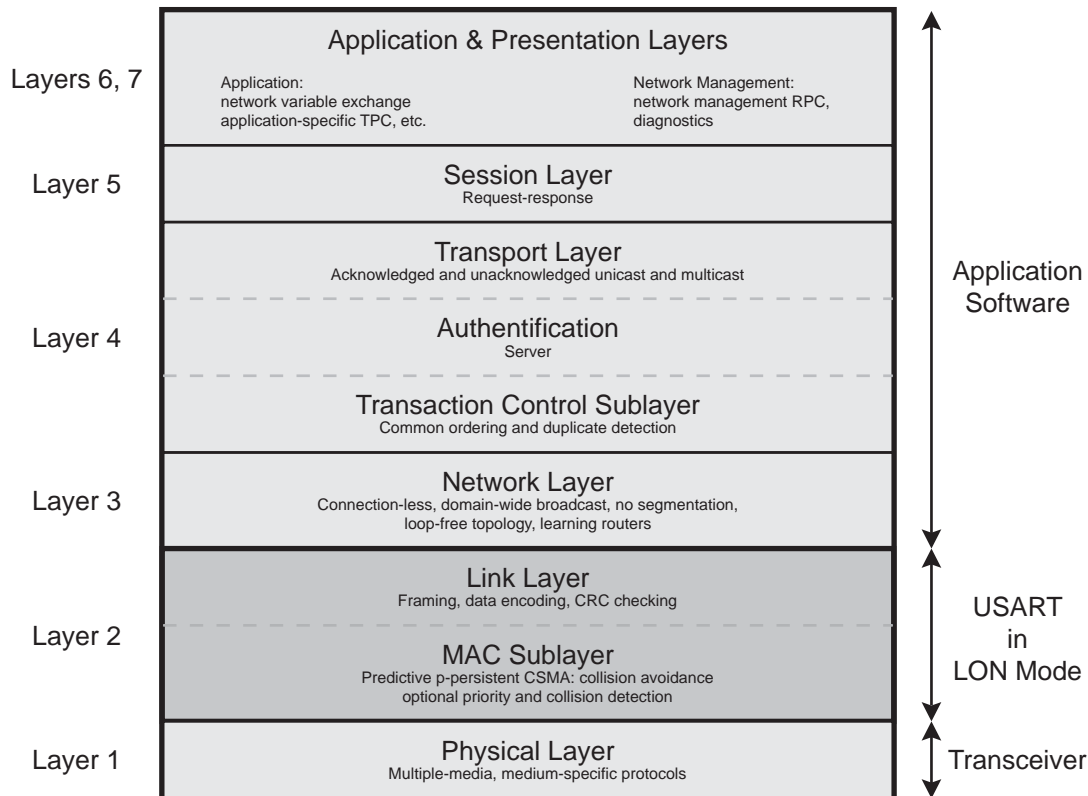 Application & Presentation Layers
Layers 6, 7
Application:
network variable exchange
application-specific TPC, etc.
Network Management:
network management RPC,
diagnostics
Layer 5
Session Layer
Request-response
Transport Layer
Acknowledged and unacknowledged unicast and multicast
Layer 4
Authentification
Server
Transaction Control Sublayer
Common ordering and duplicate detection
Application
Software
Layer 3
Network Layer
Connection-less, domain-wide broadcast, no segmentation,
loop-free topology, learning routers
Layer 2
Link Layer
Framing, data encoding, CRC checking
MAC Sublayer
Predictive p-persistent CSMA: collision avoidance
optional priority and collision detection
USART
in
LON Mode
Layer 1
Physical Layer
Multiple-media, medium-specific protocols
Transceiver